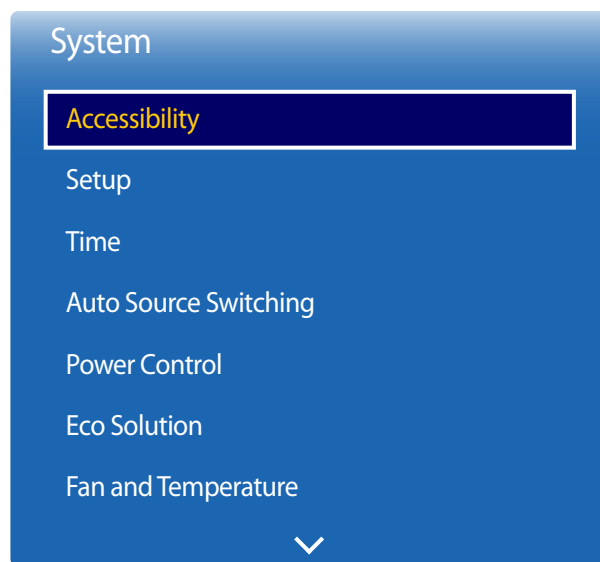 System
Accessibility
Setup
Time
Auto Source Switching
Power Control
Eco Solution
Fan and Temperature